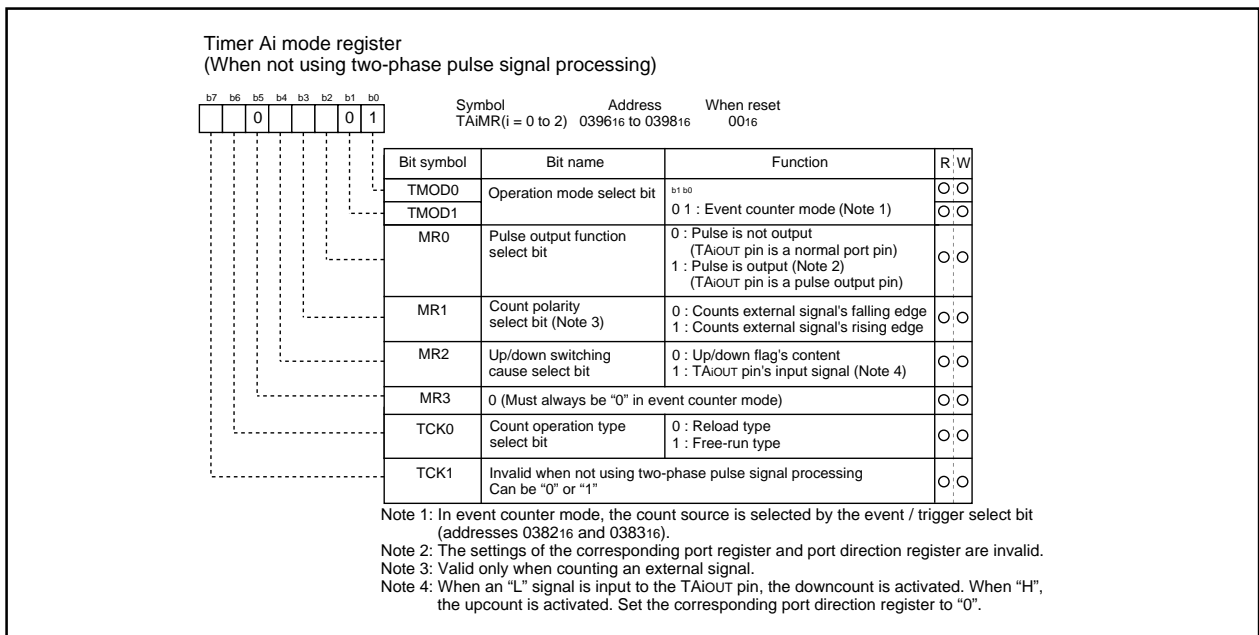 Timer Ai mode register
(When not using two-phase pulse signal processing)
b7 b6 b5 b4 b3 b2 b1 b0
0 0 1
Symbol Address When reset
TAiMR(i = 0 to 2) 039616 to 039816 0016
Bit symbol Bit name Function R W
TMOD0 Operation mode select bit b1 b0
TMOD1 0 1 : Event counter mode (Note 1)
MR0 Pulse output function 0 : Pulse is not output
select bit (TAiOUT pin is a normal port pin)
1 : Pulse is output (Note 2)
(TAiOUT pin is a pulse output pin)
MR1 Count polarity 0 : Counts external signal's falling edge
select bit (Note 3) 1 : Counts external signal's rising edge
MR2 Up/down switching 0 : Up/down flag's content
cause select bit 1 : TAiOUT pin's input signal (Note 4)
MR3 0 (Must always be “0” in event counter mode)
TCK0 Count operation type 0 : Reload type
select bit 1 : Free-run type
TCK1 Invalid when not using two-phase pulse signal processing
Can be “0” or “1”
Note 1: In event counter mode, the count source is selected by the event / trigger select bit
(addresses 038216 and 038316).
Note 2: The settings of the corresponding port register and port direction register are invalid.
Note 3: Valid only when counting an external signal.
Note 4: When an “L” signal is input to the TAiOUT pin, the downcount is activated. When “H”,
the upcount is activated. Set the corresponding port direction register to “0”.